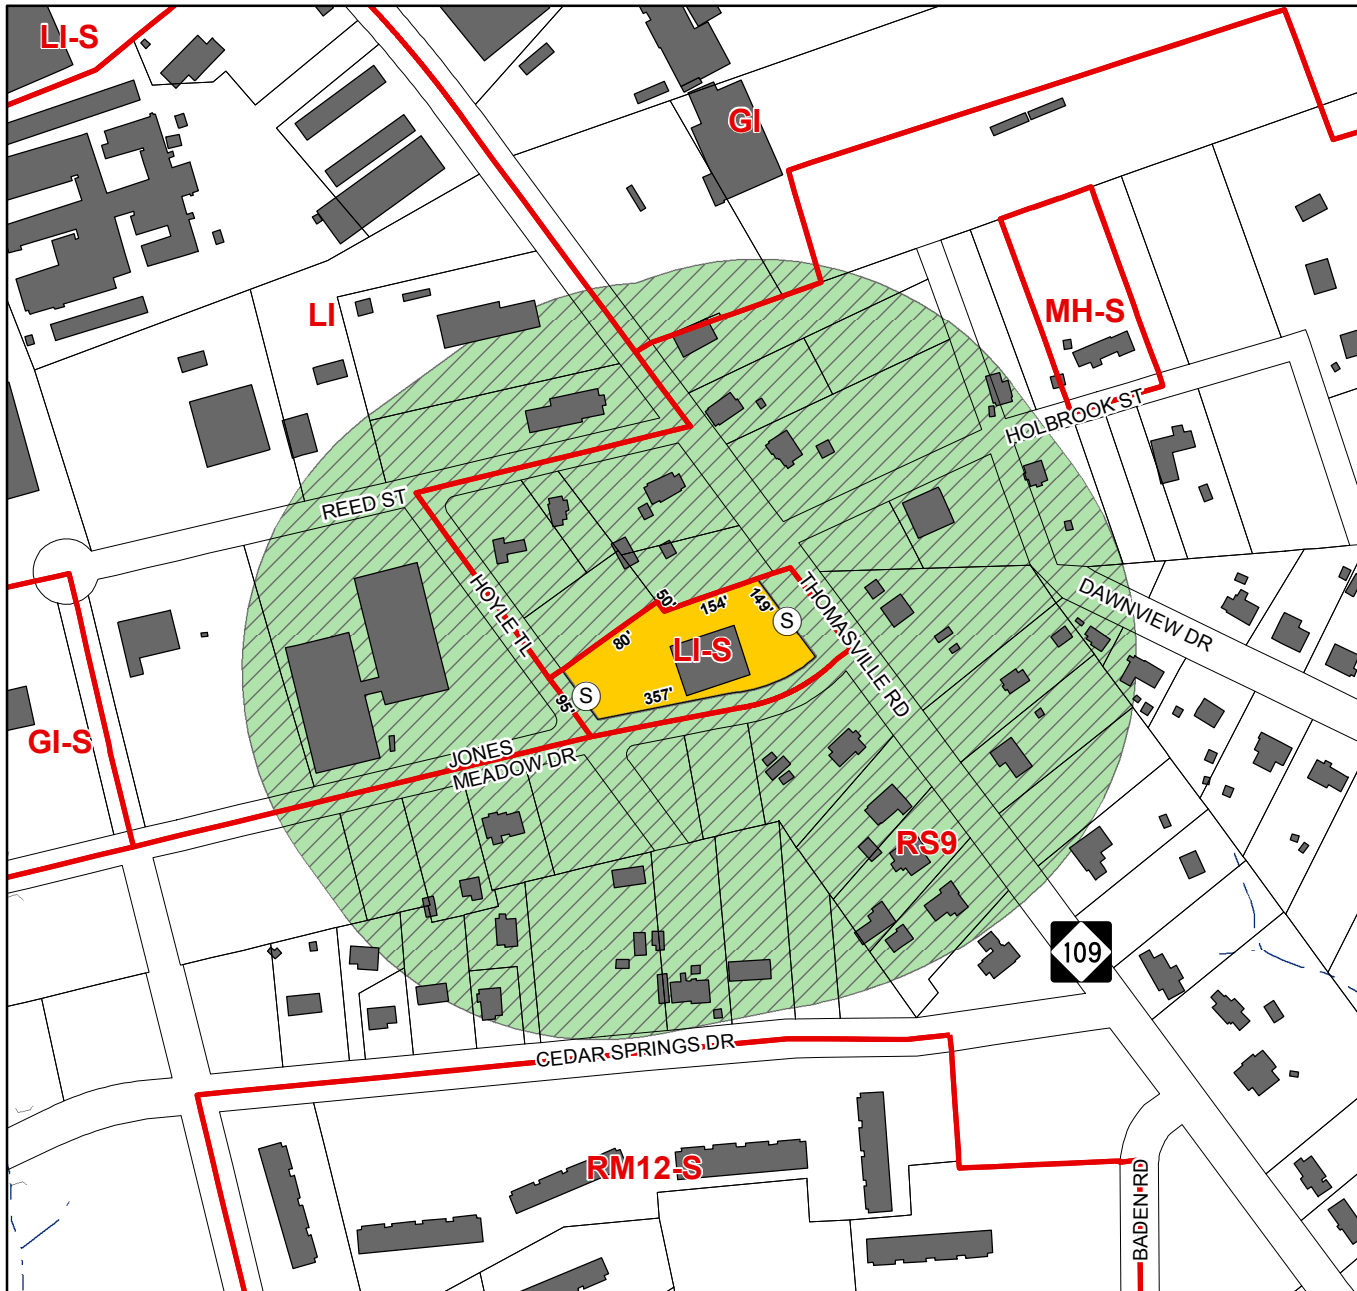 LI-S
GI
LI
MH-S
HOLBROOK ST
REED ST
HOYLE TL
THOMASVILLE RD
DAWNVIEW DR
50'
154'
149'
S
80'
LI-S
357'
95'
S
GI-S
JONES
MEADOW DR
RS9
109
CEDAR SPRINGS DR
RM12-S
BADEN RD